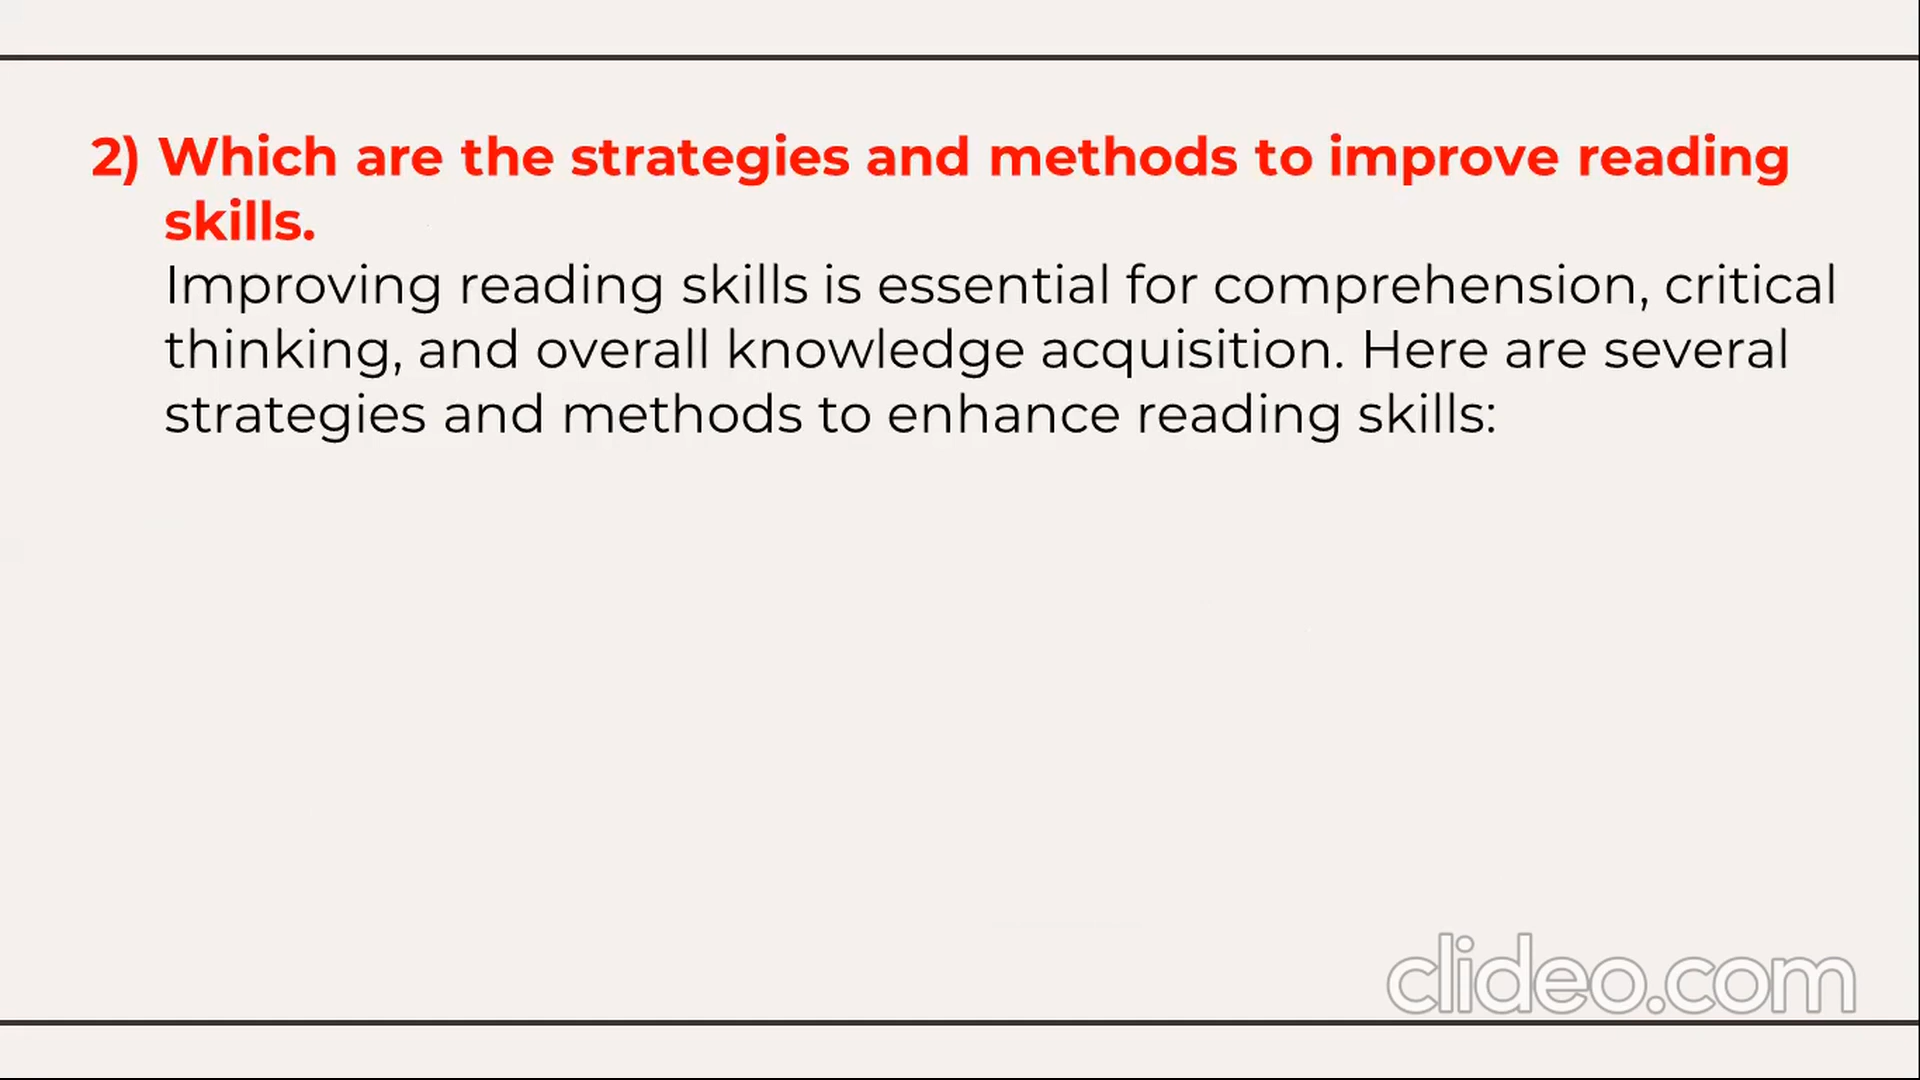 2) Which are the strategies and methods to improve reading
skills.
Improving reading skills is essential for comprehension, critical
thinking, and overall knowledge acquisition. Here are several
strategies and methods to enhance reading skills:
clideo.com